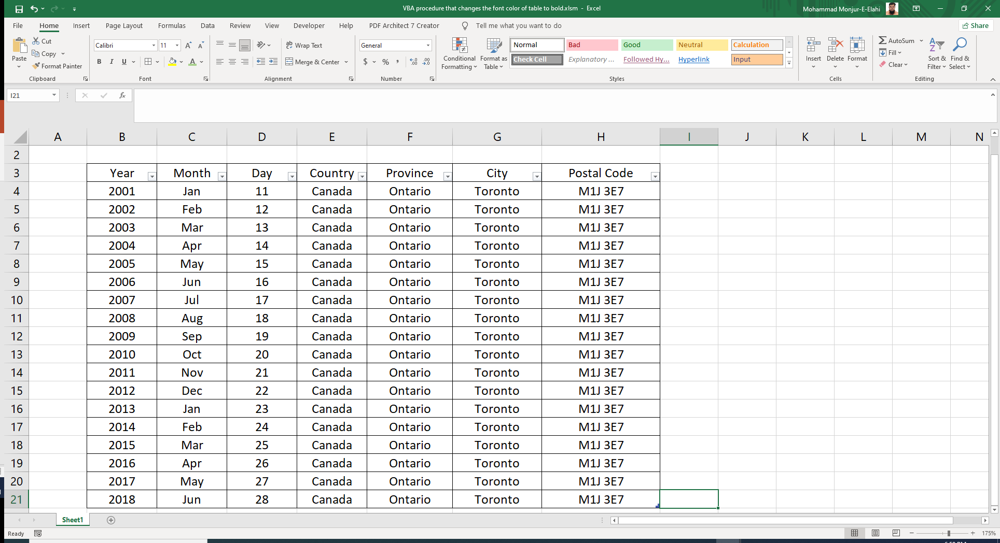 VBA procedure that changes the font color of table to bold.xlsm - Excel
Mohammad Monjur-E-Elahi
File Home Insert Page Layout Formulas Data Review View Developer Help PDF Architect 7 Creator Tell me what you want to do Share
Paste
Cut
Copy
Format Painter
Clipboard
Calibri 11
B I U A
Font
Wrap Text
Merge & Center
Alignment
General
$ % ,
Number
Conditional Formatting
Format as Table
Normal Bad Good Neutral Calculation
Check Cell Explanatory ... Followed Hy... Hyperlink Input
Styles
Insert Delete Format
Cells
AutoSum
Fill
Clear
Sort & Filter
Find & Select
Editing
I21 fx
A B C D E F G H I J K L M N
2
3 Year Month Day Country Province City Postal Code
4 2001 Jan 11 Canada Ontario Toronto M1J 3E7
5 2002 Feb 12 Canada Ontario Toronto M1J 3E7
6 2003 Mar 13 Canada Ontario Toronto M1J 3E7
7 2004 Apr 14 Canada Ontario Toronto M1J 3E7
8 2005 May 15 Canada Ontario Toronto M1J 3E7
9 2006 Jun 16 Canada Ontario Toronto M1J 3E7
10 2007 Jul 17 Canada Ontario Toronto M1J 3E7
11 2008 Aug 18 Canada Ontario Toronto M1J 3E7
12 2009 Sep 19 Canada Ontario Toronto M1J 3E7
13 2010 Oct 20 Canada Ontario Toronto M1J 3E7
14 2011 Nov 21 Canada Ontario Toronto M1J 3E7
15 2012 Dec 22 Canada Ontario Toronto M1J 3E7
16 2013 Jan 23 Canada Ontario Toronto M1J 3E7
17 2014 Feb 24 Canada Ontario Toronto M1J 3E7
18 2015 Mar 25 Canada Ontario Toronto M1J 3E7
19 2016 Apr 26 Canada Ontario Toronto M1J 3E7
20 2017 May 27 Canada Ontario Toronto M1J 3E7
21 2018 Jun 28 Canada Ontario Toronto M1J 3E7
Sheet1
Ready
175%